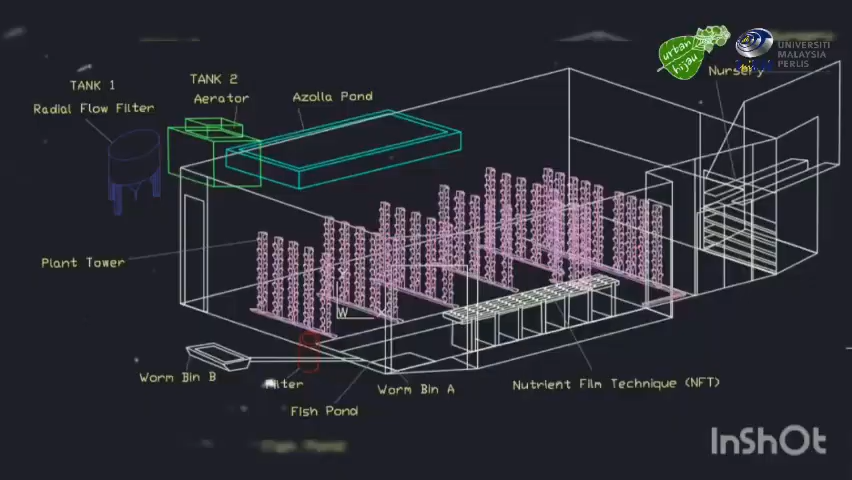 urban
hijau
UNIVERSITI
MALAYSIA
PERLIS
Nursery
TANK 1
Radial Flow Filter
TANK 2
Aerator
Azolla Pond
Plant Tower
W
X
Worm Bin B
Filter
Fish Pond
Worm Bin A
Nutrient Film Technique (NFT)
InShOt